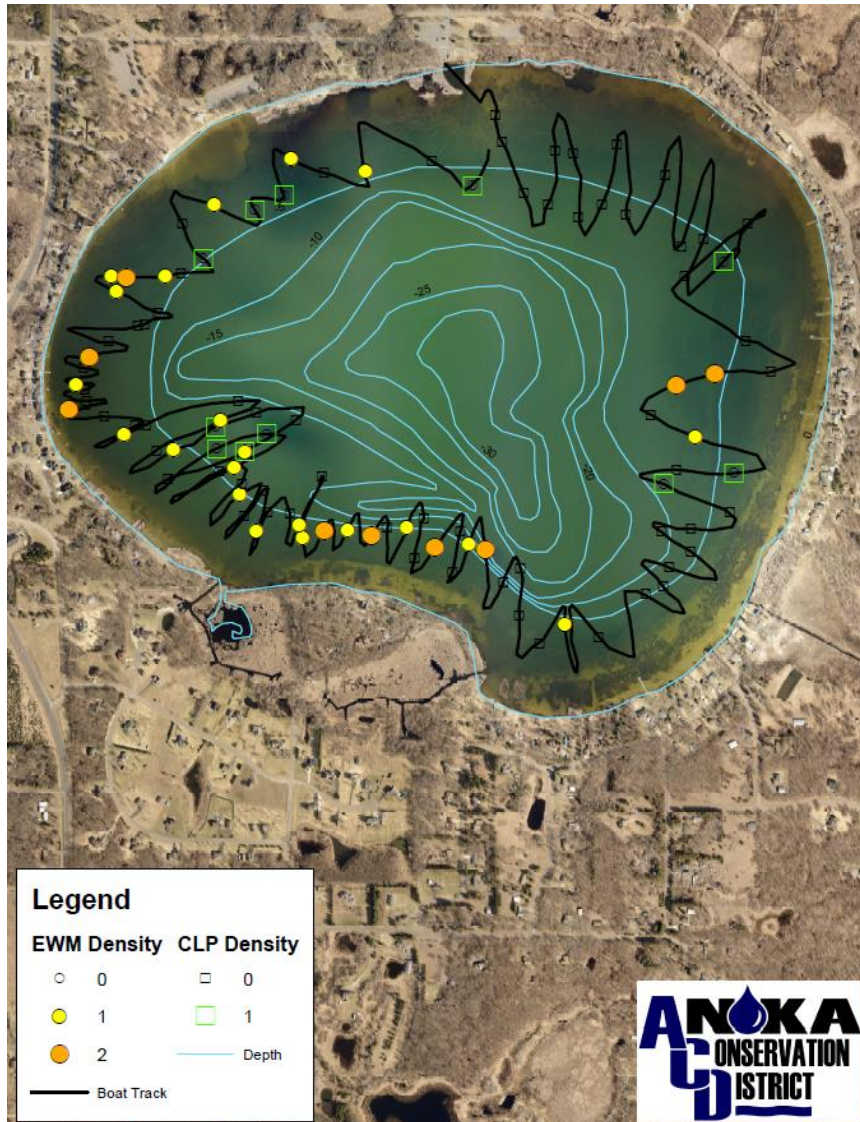 -10
-25
-15
0
-30
-20
Legend
EWM Density CLP Density
0 0
1 1
2 Depth
Boat Track
ANOKA
CONSERVATION
DISTRICT